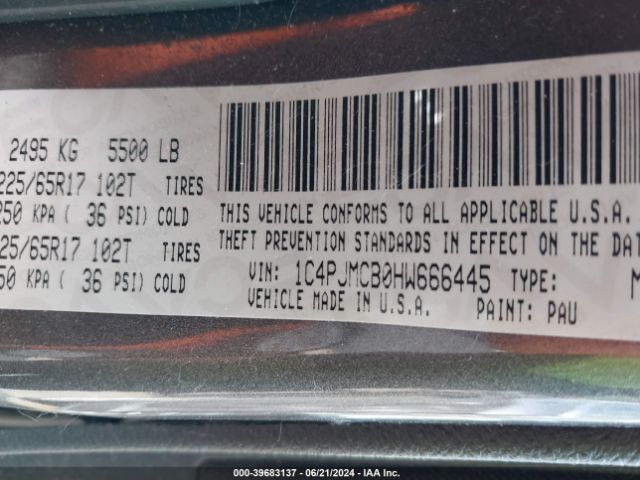 2495 KG 5500 LB
225/65R17 102T TIRES
250 KPA ( 36 PSI) COLD
25/65R17 102T TIRES
50 KPA ( 36 PSI) COLD
THIS VEHICLE CONFORMS TO ALL APPLICABLE U.S.A.
THEFT PREVENTION STANDARDS IN EFFECT ON THE DAT
VIN: 1C4PJMCB0HW666445 TYPE: M
VEHICLE MADE IN U.S.A. PAINT: PAU
000-39683137 - 06/21/2024 - IAA Inc.